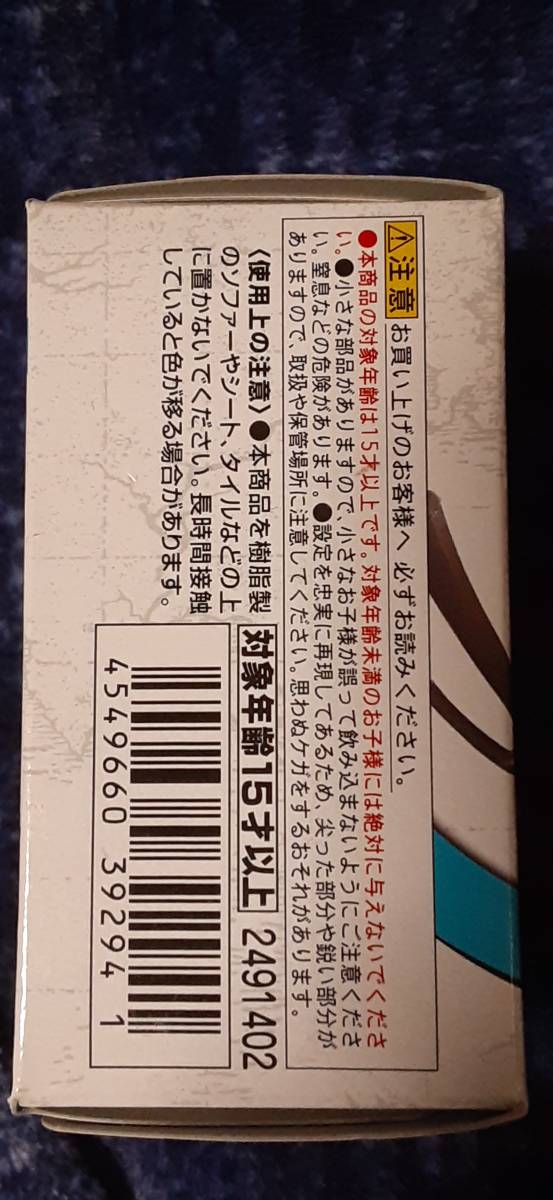 注意 お買い上げのお客様へ 必ずお読みください。
●本商品の対象年齢は15才以上です。対象年齢未満のお子様には絶対に与えないでくださ
い。●小さな部品がありますので、小さなお子様が誤って飲み込まないようにご注意くださ
い。窒息などの危険があります。●設定を忠実に再現してあるため、尖った部分や鋭い部分が
ありますので、取扱や保管場所に注意してください。思わぬケガをするおそれがあります。
〈使用上の注意〉●本商品を樹脂製
のソファーやシート、タイルなどの上
に置かないでください。長時間接触
していると色が移る場合があります。
対象年齢15才以上
2491402
4549660 392941